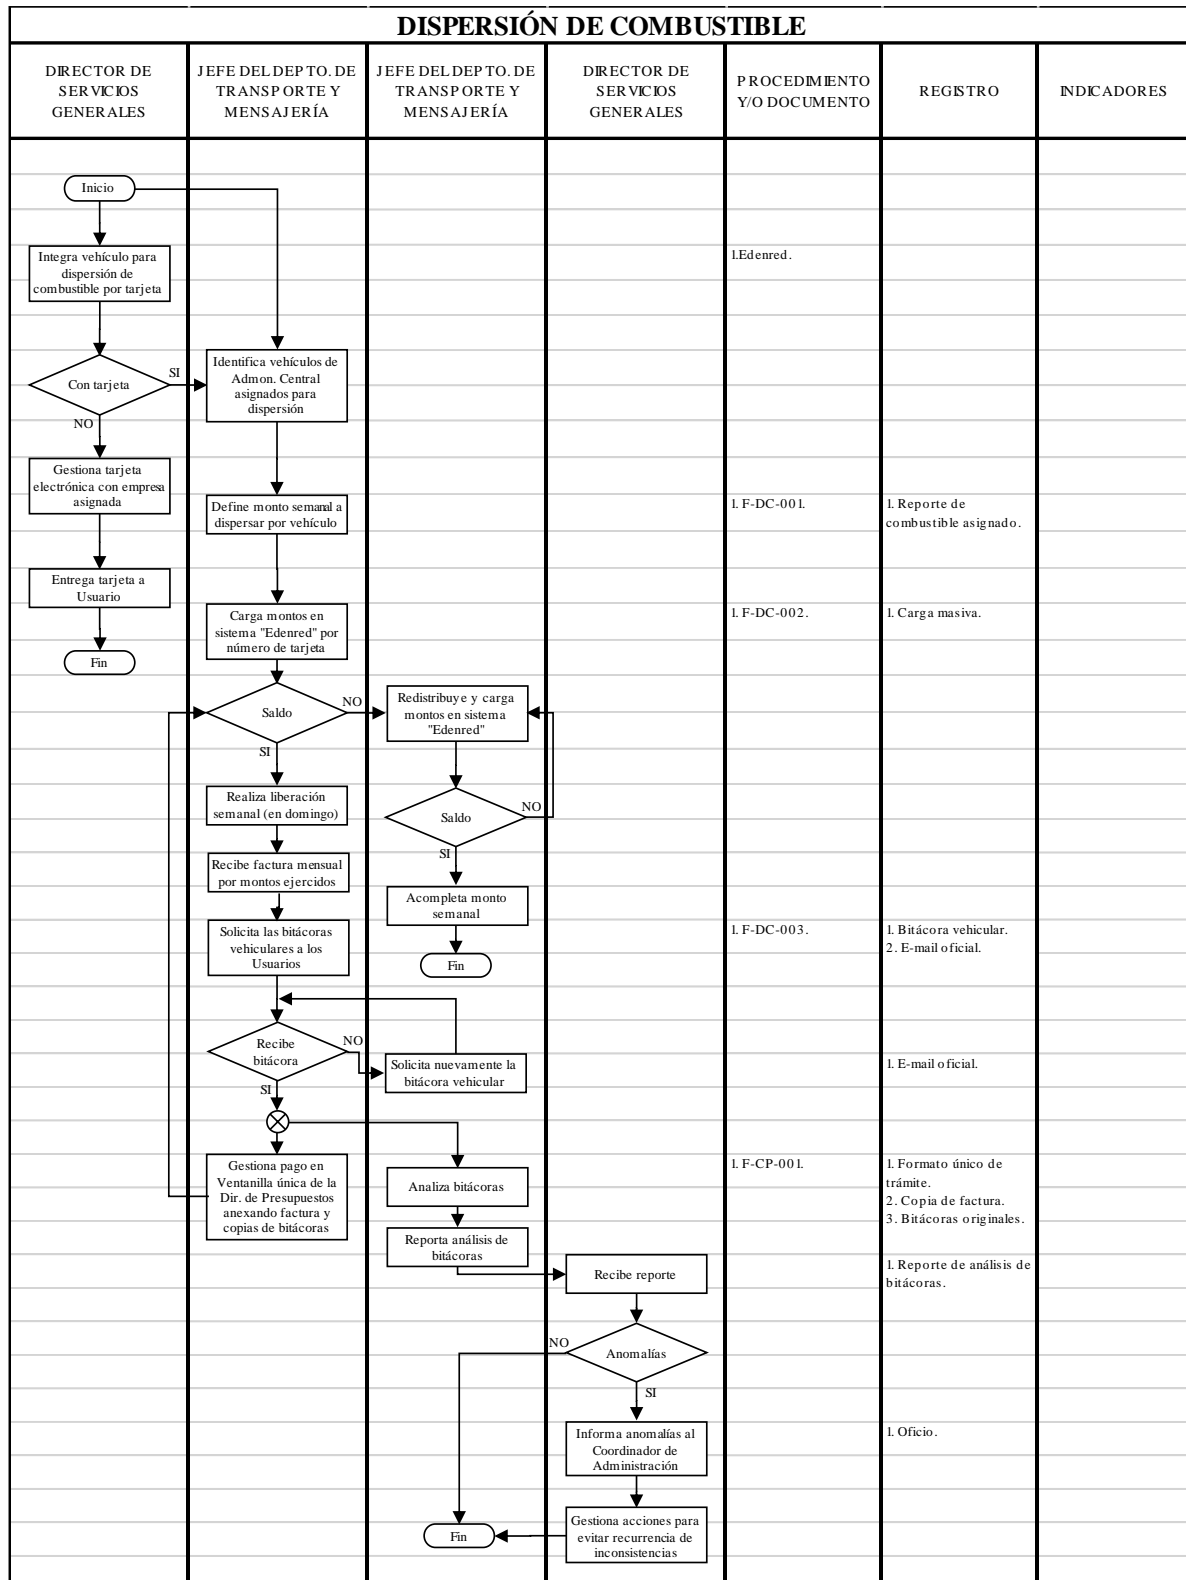 DISPERSIÓN DE COMBUSTIBLE
DIRECTOR DE
SERVICIOS
GENERALES
JEFE DEL DEPTO. DE
TRANSPORTE Y
MENSAJERÍA
JEFE DEL DEPTO. DE
TRANSPORTE Y
MENSAJERÍA
DIRECTOR DE
SERVICIOS
GENERALES
PROCEDIMIENTO
Y/O DOCUMENTO
REGISTRO
INDICADORES
Inicio
Integra vehículo para
dispersión de
combustible por tarjeta
1.Edenred.
Con tarjeta
SI
NO
Identifica vehículos de
Admon. Central
asignados para
dispersión
Gestiona tarjeta
electrónica con empresa
asignada
Define monto semanal a
dispersar por vehículo
1. F-DC-001.
1. Reporte de
combustible asignado.
Entrega tarjeta a
Usuario
Carga montos en
sistema "Edenred" por
número de tarjeta
1. F-DC-002.
1. Carga masiva.
Fin
Saldo
NO
SI
Redistribuye y carga
montos en sistema
"Edenred"
Realiza liberación
semanal (en domingo)
Saldo
NO
SI
Recibe factura mensual
por montos ejercidos
Acompleta monto
semanal
Solicita las bitácoras
vehiculares a los
Usuarios
1. F-DC-003.
1. Bitácora vehicular.
2. E-mail oficial.
Fin
Recibe
bitácora
NO
SI
Solicita nuevamente la
bitácora vehicular
1. E-mail oficial.
Gestiona pago en
Ventanilla única de la
Dir. de Presupuestos
anexando factura y
copias de bitácoras
Analiza bitácoras
1. F-CP-001.
1. Formato único de
trámite.
2. Copia de factura.
3. Bitácoras originales.
Reporta análisis de
bitácoras
Recibe reporte
1. Reporte de análisis de
bitácoras.
Anomalías
NO
SI
Informa anomalías al
Coordinador de
Administración
1. Oficio.
Gestiona acciones para
evitar recurrencia de
inconsistencias
Fin